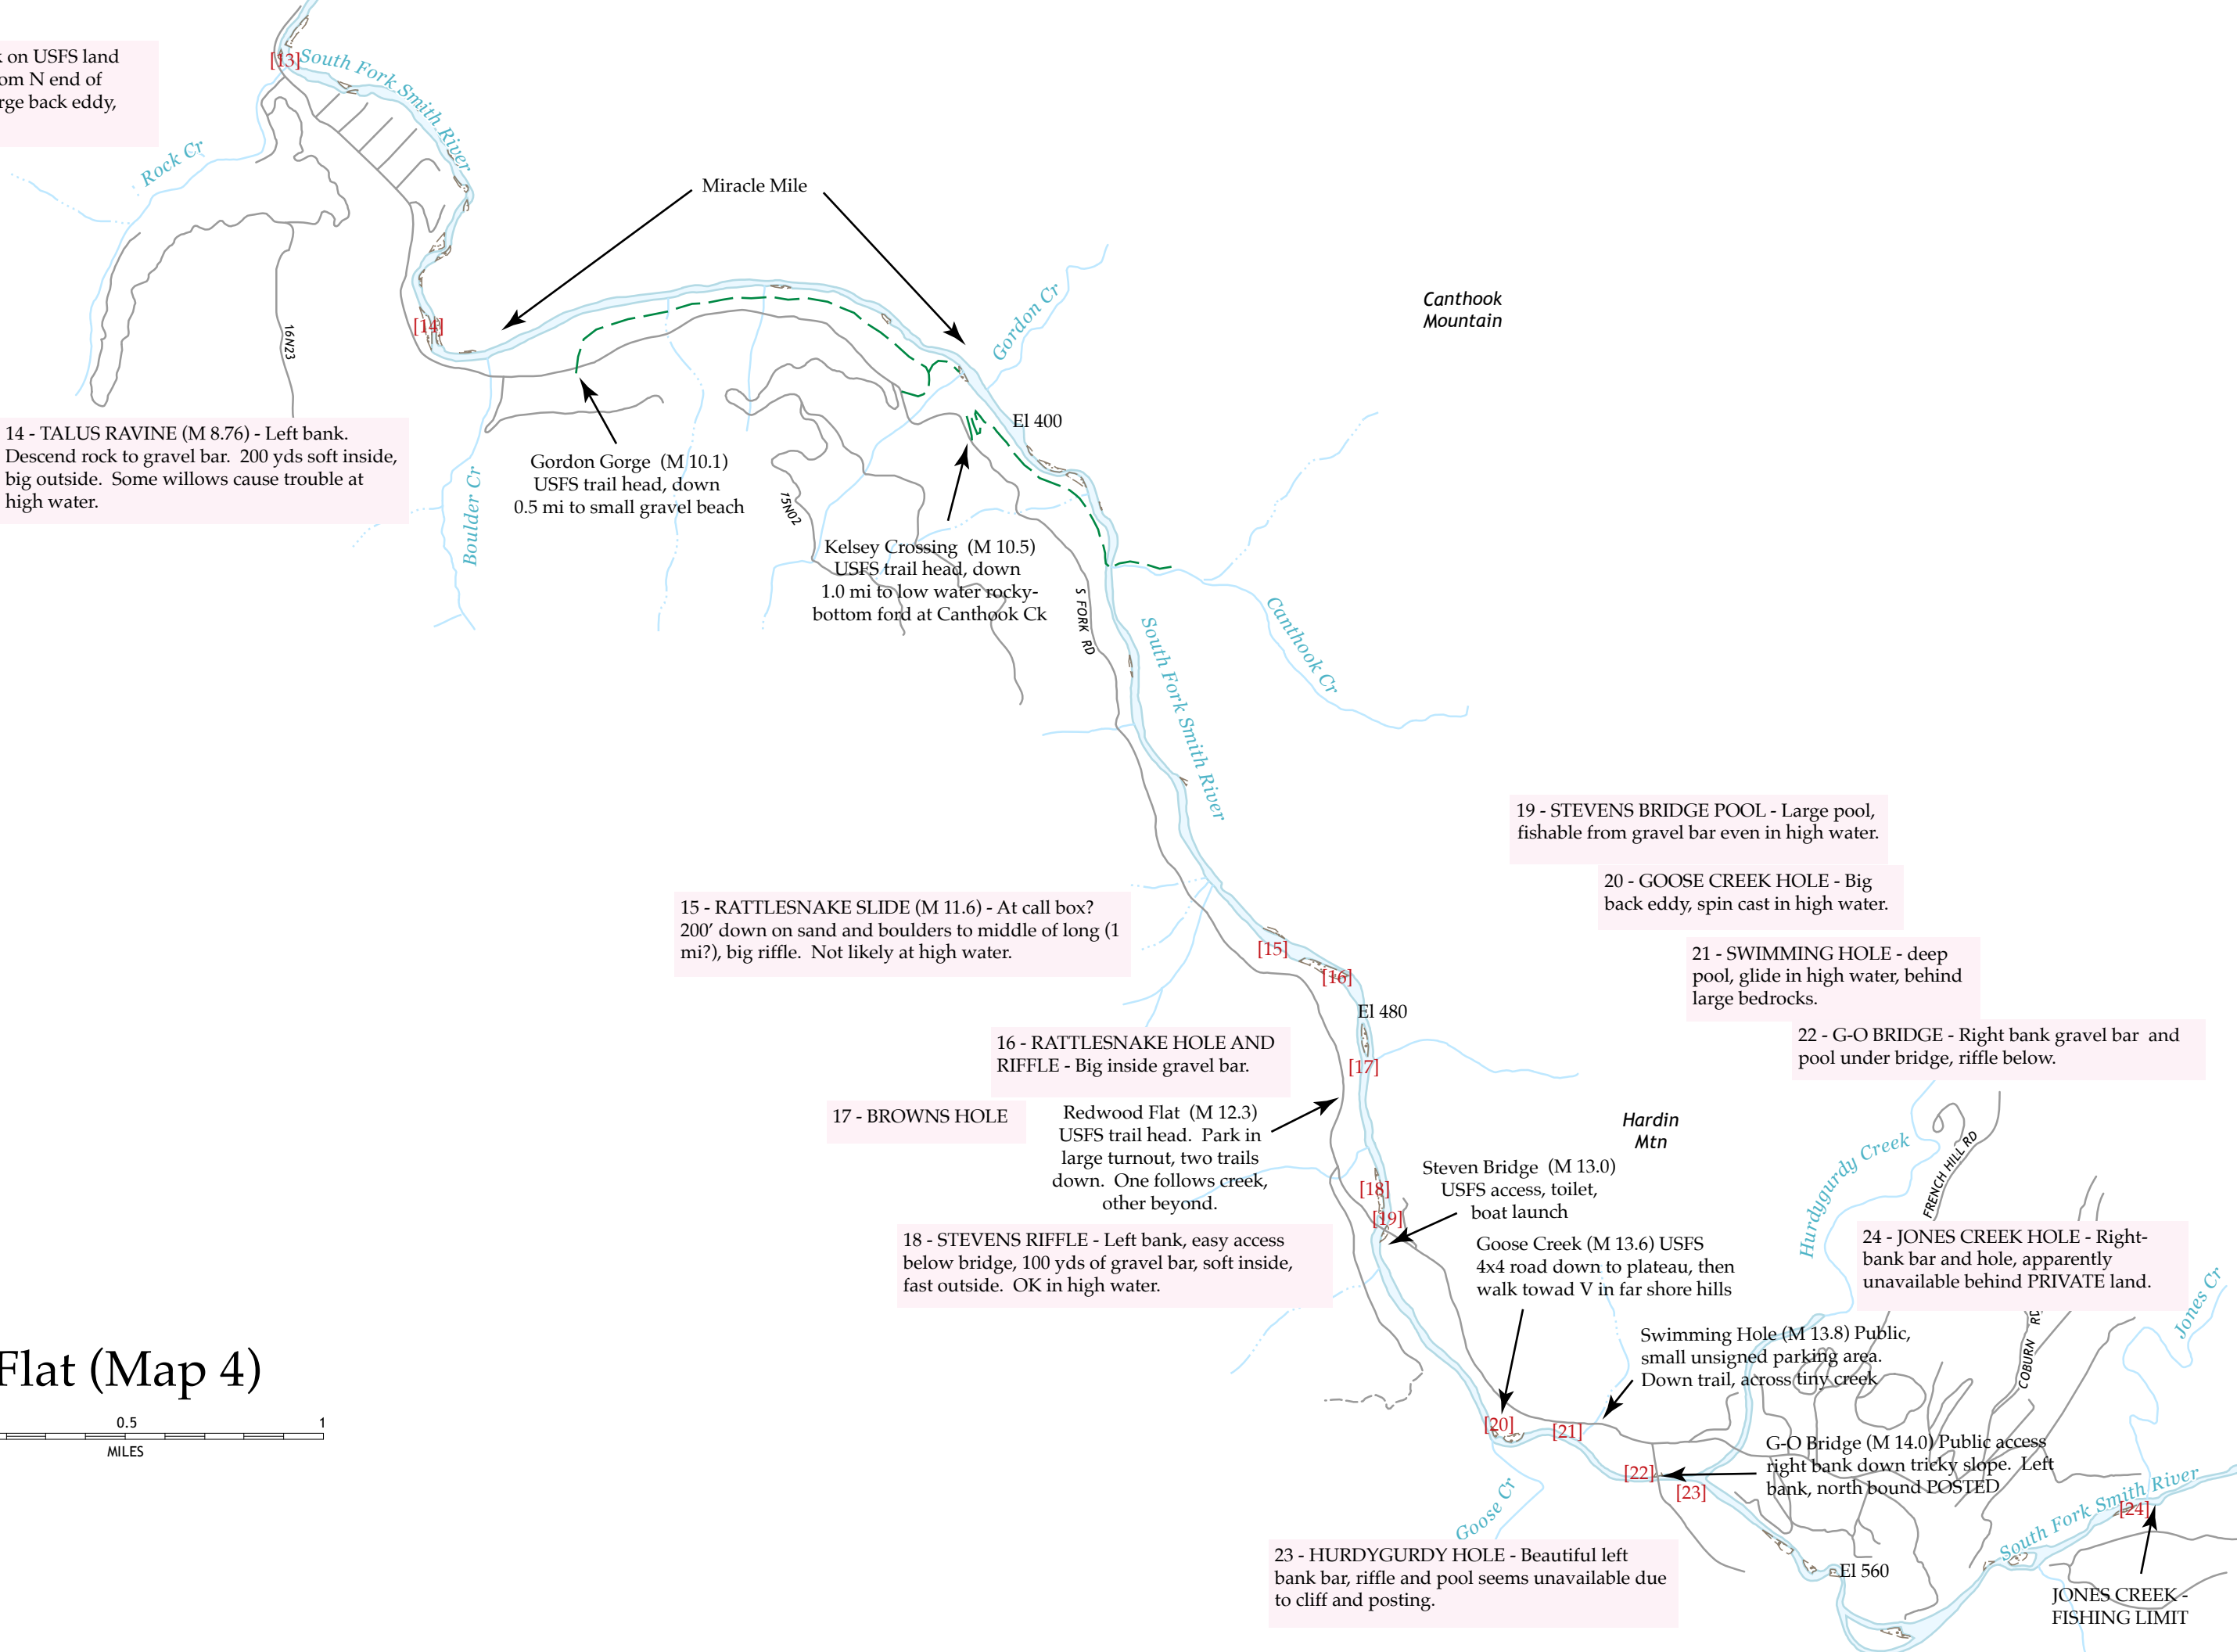 k on USFS land
om N end of
rge back eddy,
[13]
South Fork Smith River
Rock Cr
Miracle Mile
16N23
[14]
Gordon Cr
Canthook
Mountain
El 400
14 - TALUS RAVINE (M 8.76) - Left bank.
Descend rock to gravel bar. 200 yds soft inside,
big outside. Some willows cause trouble at
high water.
Boulder Cr
Gordon Gorge (M 10.1)
USFS trail head, down
0.5 mi to small gravel beach
15N02
Kelsey Crossing (M 10.5)
USFS trail head, down
1.0 mi to low water rocky-
bottom ford at Canthook Ck
S FORK RD
South Fork Smith River
Canthook Cr
19 - STEVENS BRIDGE POOL - Large pool,
fishable from gravel bar even in high water.
20 - GOOSE CREEK HOLE - Big
back eddy, spin cast in high water.
15 - RATTLESNAKE SLIDE (M 11.6) - At call box?
200' down on sand and boulders to middle of long (1
mi?), big riffle. Not likely at high water.
[15]
[16]
21 - SWIMMING HOLE - deep
pool, glide in high water, behind
large bedrocks.
El 480
22 - G-O BRIDGE - Right bank gravel bar and
pool under bridge, riffle below.
16 - RATTLESNAKE HOLE AND
RIFFLE - Big inside gravel bar.
[17]
17 - BROWNS HOLE
Redwood Flat (M 12.3)
USFS trail head. Park in
large turnout, two trails
down. One follows creek,
other beyond.
Hardin
Mtn
Hurdygurdy Creek
FRENCH HILL RD
[18]
[19]
Steven Bridge (M 13.0)
USFS access, toilet,
boat launch
18 - STEVENS RIFFLE - Left bank, easy access
below bridge, 100 yds of gravel bar, soft inside,
fast outside. OK in high water.
Goose Creek (M 13.6) USFS
4x4 road down to plateau, then
walk towad V in far shore hills
24 - JONES CREEK HOLE - Right-
bank bar and hole, apparently
unavailable behind PRIVATE land.
Jones Cr
COBURN RD
Flat (Map 4)
0.5
1
MILES
Swimming Hole (M 13.8) Public,
small unsigned parking area.
Down trail, across tiny creek
[20]
[21]
[22]
[23]
G-O Bridge (M 14.0) Public access
right bank down tricky slope. Left
bank, north bound POSTED
Goose Cr
South Fork Smith River
[24]
23 - HURDYGURDY HOLE - Beautiful left
bank bar, riffle and pool seems unavailable due
to cliff and posting.
El 560
JONES CREEK -
FISHING LIMIT